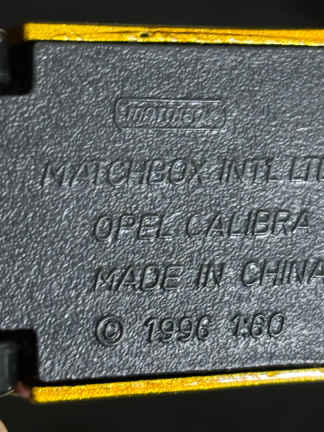 MATCHBOX
MATCHBOX INT'L LTD
OPEL CALIBRA
MADE IN CHINA
© 1996 1:60